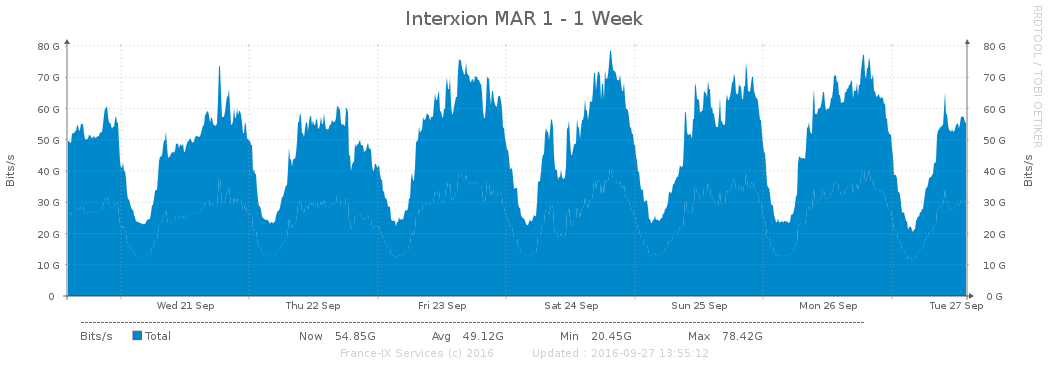 Interxion MAR 1 - 1 Week
RRDTOOL / TOBI OETIKER
80 G 80 G
70 G 70 G
60 G 60 G
50 G 50 G
40 G 40 G
30 G 30 G
20 G 20 G
10 G 10 G
0 0 G
Bits/s
Bits/s
Wed 21 Sep Thu 22 Sep Fri 23 Sep Sat 24 Sep Sun 25 Sep Mon 26 Sep Tue 27 Sep
Bits/s Total Now 54.85G Avg 49.12G Min 20.45G Max 78.42G
France-IX Services (c) 2016 Updated : 2016-09-27 13:55:12